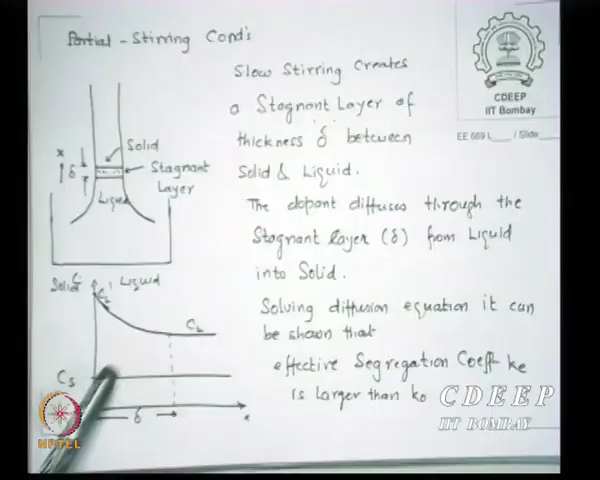 Partial - Stirring Cond's
Slow Stirring Creates
a Stagnant Layer of
thickness δ between
Solid & Liquid.
The dopant diffuses through the
Stagnant layer (δ) from Liquid
into Solid.
Solving diffusion equation it can
be shown that
effective Segregation Coeff ke
is larger than ko
x
δ
Solid
Stagnant
Layer
Liquid
Solid
C
Liquid
CL'
CL
Cs
δ
x
CDEEP
IIT Bombay
EE 669 L____ / Slide____
NPTEL
CDEEP
IIT BOMBAY